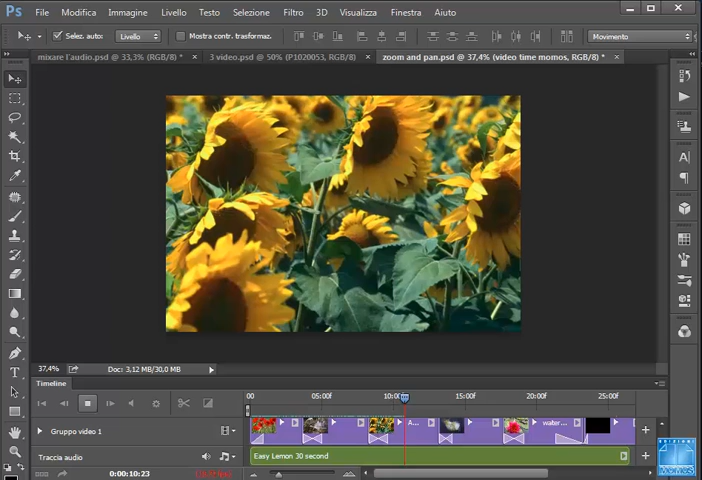 Ps File Modifica Immagine Livello Testo Selezione Filtro 3D Visualizza Finestra Aiuto
Selez. auto: Livello Mostra contr. trasformaz. Movimento
mixare l'audio.psd @ 33,3% (RGB/8) * × 3 video.psd @ 50% (P1020053, RGB/8) × zoom and pan.psd @ 37,4% (video time momos, RGB/8) * ×
37,4% Doc: 3,12 MB/30,0 MB
Timeline
00 05:00f 10:00f 15:00f 20:00f 25:00f
Gruppo video 1 A... water...
Traccia audio Easy Lemon 30 second
0:00:10:23